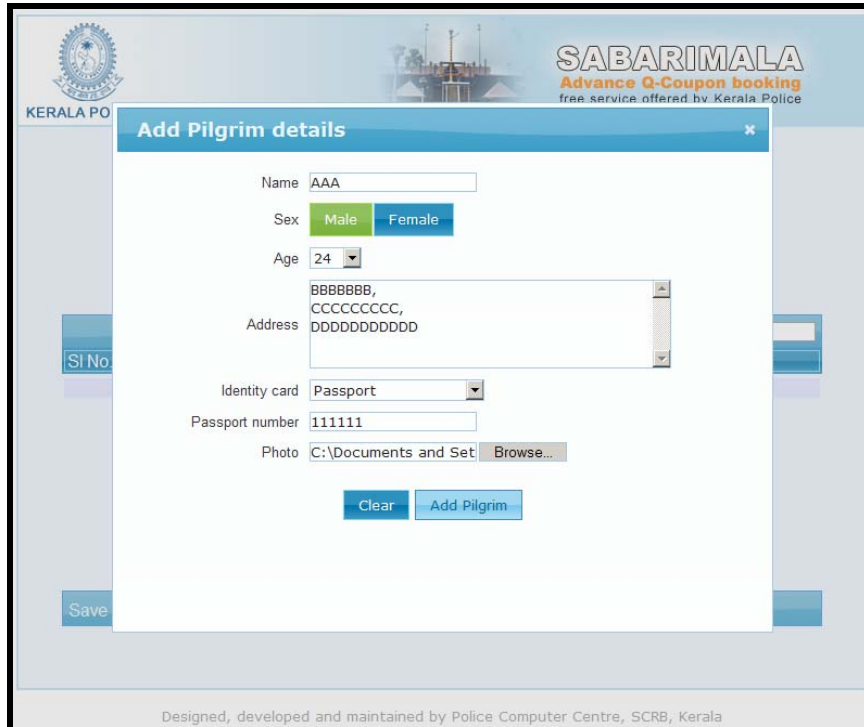 SABARIMALA
Advance Q-Coupon booking
free service offered by Kerala Police
KERALA PO
Add Pilgrim details
Name AAA
Sex Male Female
Age 24
Address BBBBBBB,
CCCCCCCCC,
DDDDDDDDDDD
Sl No.
Identity card Passport
Passport number 111111
Photo C:\Documents and Set Browse...
Clear Add Pilgrim
Save
Designed, developed and maintained by Police Computer Centre, SCRB, Kerala